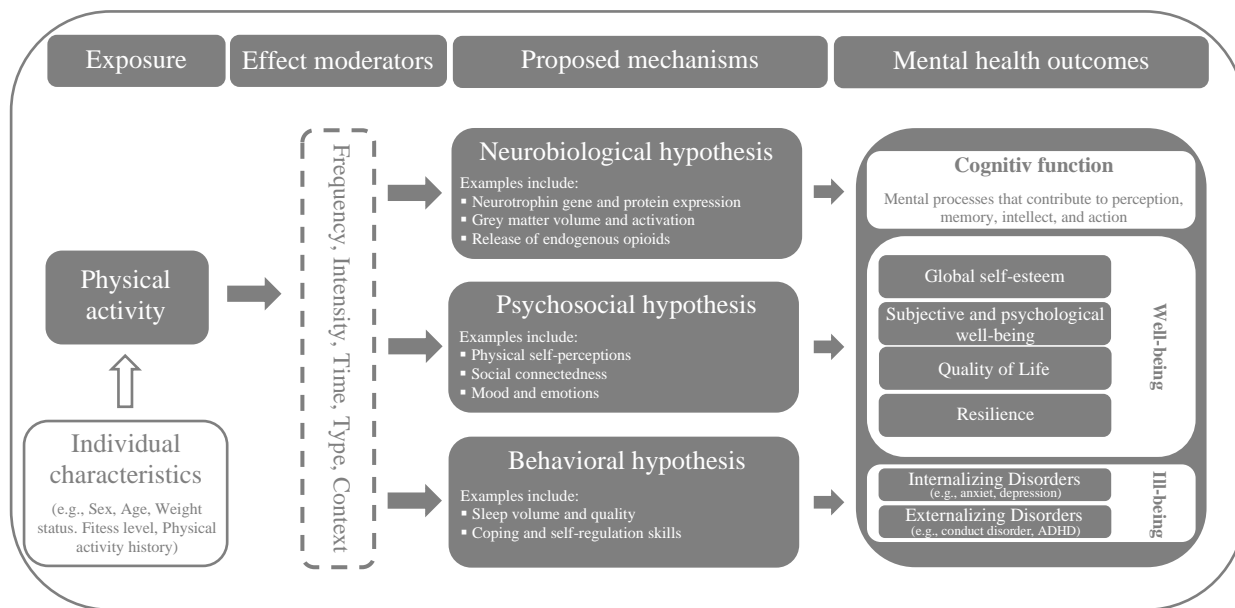 Exposure
Effect moderators
Proposed mechanisms
Mental health outcomes
Physical
activity
Individual
characteristics
(e.g., Sex, Age, Weight
status. Fitess level, Physical
activity history)
Frequency, Intensity, Time, Type, Context
Neurobiological hypothesis
Examples include:
▪ Neurotrophin gene and protein expression
▪ Grey matter volume and activation
▪ Release of endogenous opioids
Psychosocial hypothesis
Examples include:
▪ Physical self-perceptions
▪ Social connectedness
▪ Mood and emotions
Behavioral hypothesis
Examples include:
▪ Sleep volume and quality
▪ Coping and self-regulation skills
Cognitiv function
Mental processes that contribute to perception,
memory, intellect, and action
Global self-esteem
Subjective and psychological
well-being
Quality of Life
Resilience
Well-being
Internalizing Disorders
(e.g., anxiet, depression)
Externalizing Disorders
(e.g., conduct disorder, ADHD)
Ill-being